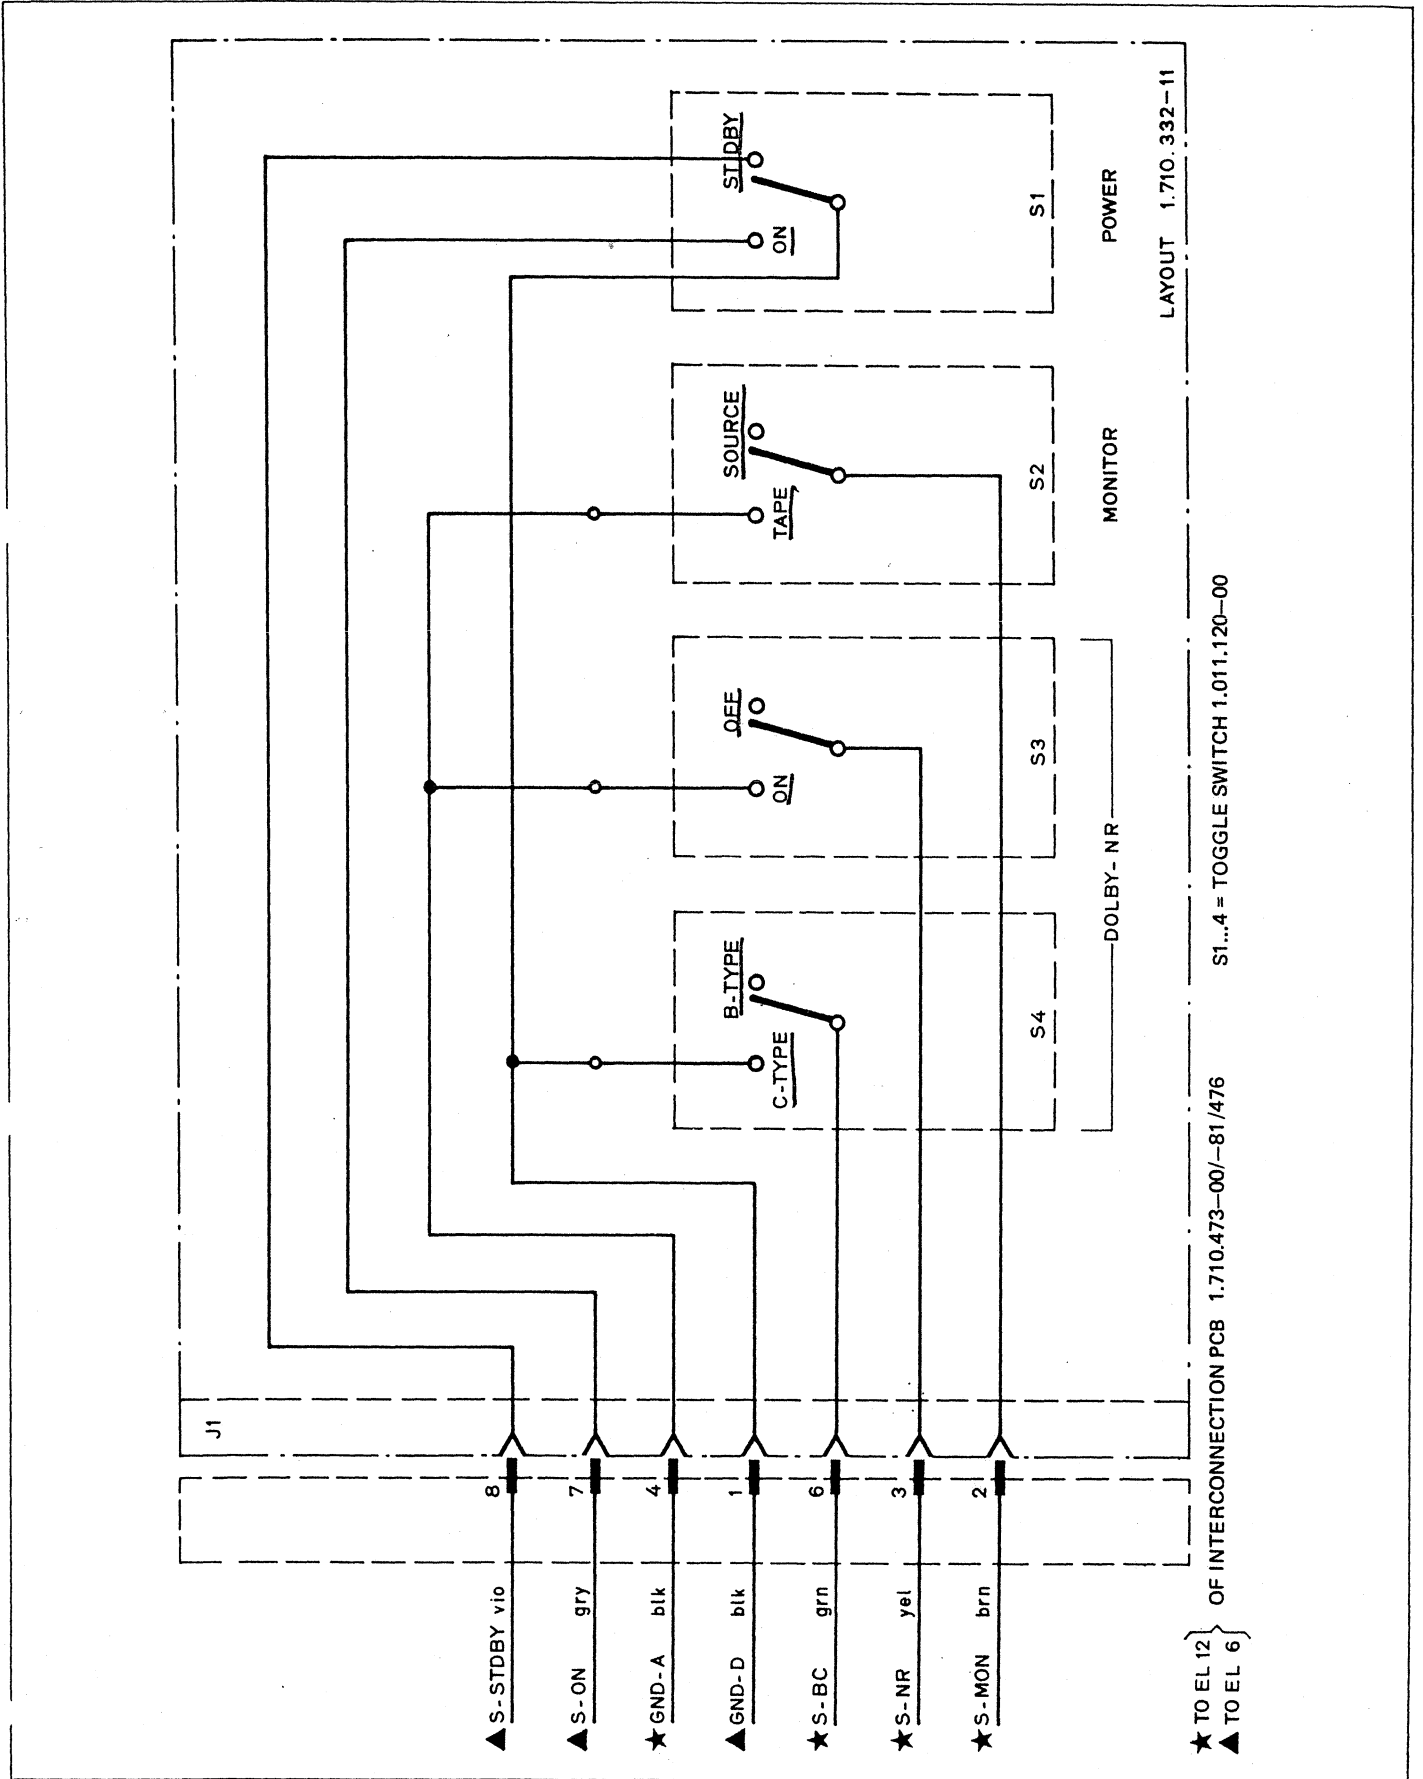 J1
▲ S-STDBY vio 8
▲ S-ON gry 7
★ GND-A blk 4
▲ GND-D blk 1
★ S-BC grn 6
★ S-NR yel 3
★ S-MON brn 2
C-TYPE
B-TYPE
S4
ON
OFF
S3
DOLBY-NR
TAPE
SOURCE
S2
MONITOR
ON
STDBY
S1
POWER
LAYOUT 1.710.332-11
★ TO EL 12
▲ TO EL 6
OF INTERCONNECTION PCB 1.710.473-00/-81/476
S1...4 = TOGGLE SWITCH 1.011.120-00